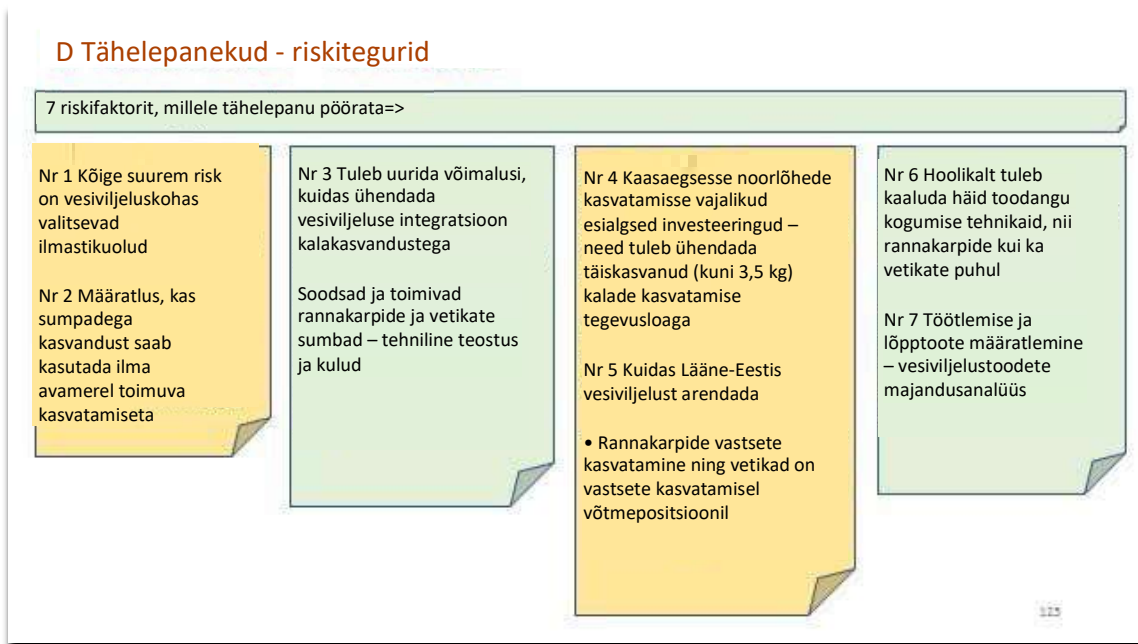 D Tähelepanekud - riskitegurid
7 riskifaktorit, millele tähelepanu pöörata=>
Nr 1 Kõige suurem risk
on vesiviljeluskohas
valitsevad
ilmastikuolud
Nr 2 Määratlus, kas
sumpadega
kasvandust saab
kasutada ilma
avamerel toimuva
kasvatamiseta
Nr 3 Tuleb uurida võimalusi,
kuidas ühendada
vesiviljeluse integratsioon
kalakasvandustega
Soodsad ja toimivad
rannakarpide ja vetikate
sumbad – tehniline teostus
ja kulud
Nr 4 Kaasaegsesse noorlõhede
kasvatamisse vajalikud
esialgsed investeeringud –
need tuleb ühendada
täiskasvanud (kuni 3,5 kg)
kalade kasvatamise
tegevusloaga
Nr 5 Kuidas Lääne-Eestis
vesiviljelust arendada
• Rannakarpide vastsete
kasvatamine ning vetikad on
vastsete kasvatamisel
võtmepositsioonil
Nr 6 Hoolikalt tuleb
kaaluda häid toodangu
kogumise tehnikaid, nii
rannakarpide kui ka
vetikate puhul
Nr 7 Töötlemise ja
lõpptoote määratlemine
– vesiviljelustoodete
majandusanalüüs
125